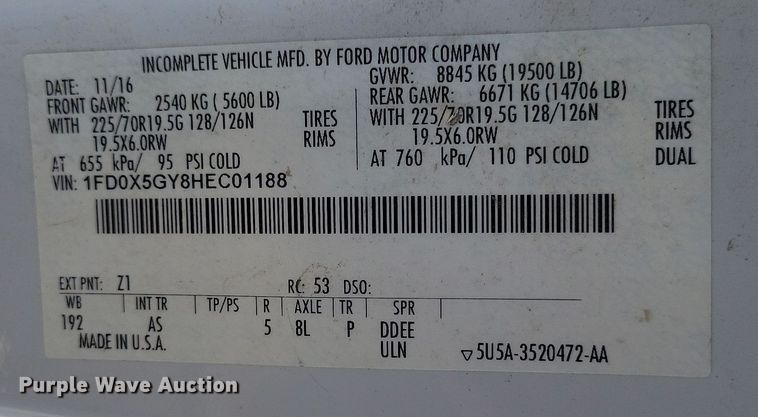 INCOMPLETE VEHICLE MFD. BY FORD MOTOR COMPANY
DATE: 11/16 GVWR: 8845 KG (19500 LB)
FRONT GAWR: 2540 KG ( 5600 LB) REAR GAWR: 6671 KG (14706 LB)
WITH 225/70R19.5G 128/126N TIRES WITH 225/70R19.5G 128/126N TIRES
19.5X6.0RW RIMS 19.5X6.0RW RIMS
AT 655 kPa/ 95 PSI COLD AT 760 kPa/ 110 PSI COLD DUAL
VIN: 1FD0X5GY8HEC01188
EXT PNT: Z1 RC: 53 DSO:
WB INT TR TP/PS R AXLE TR SPR
192 AS 5 8L P DDEE
MADE IN U.S.A. ULN ▽5U5A-3520472-AA
Purple Wave Auction